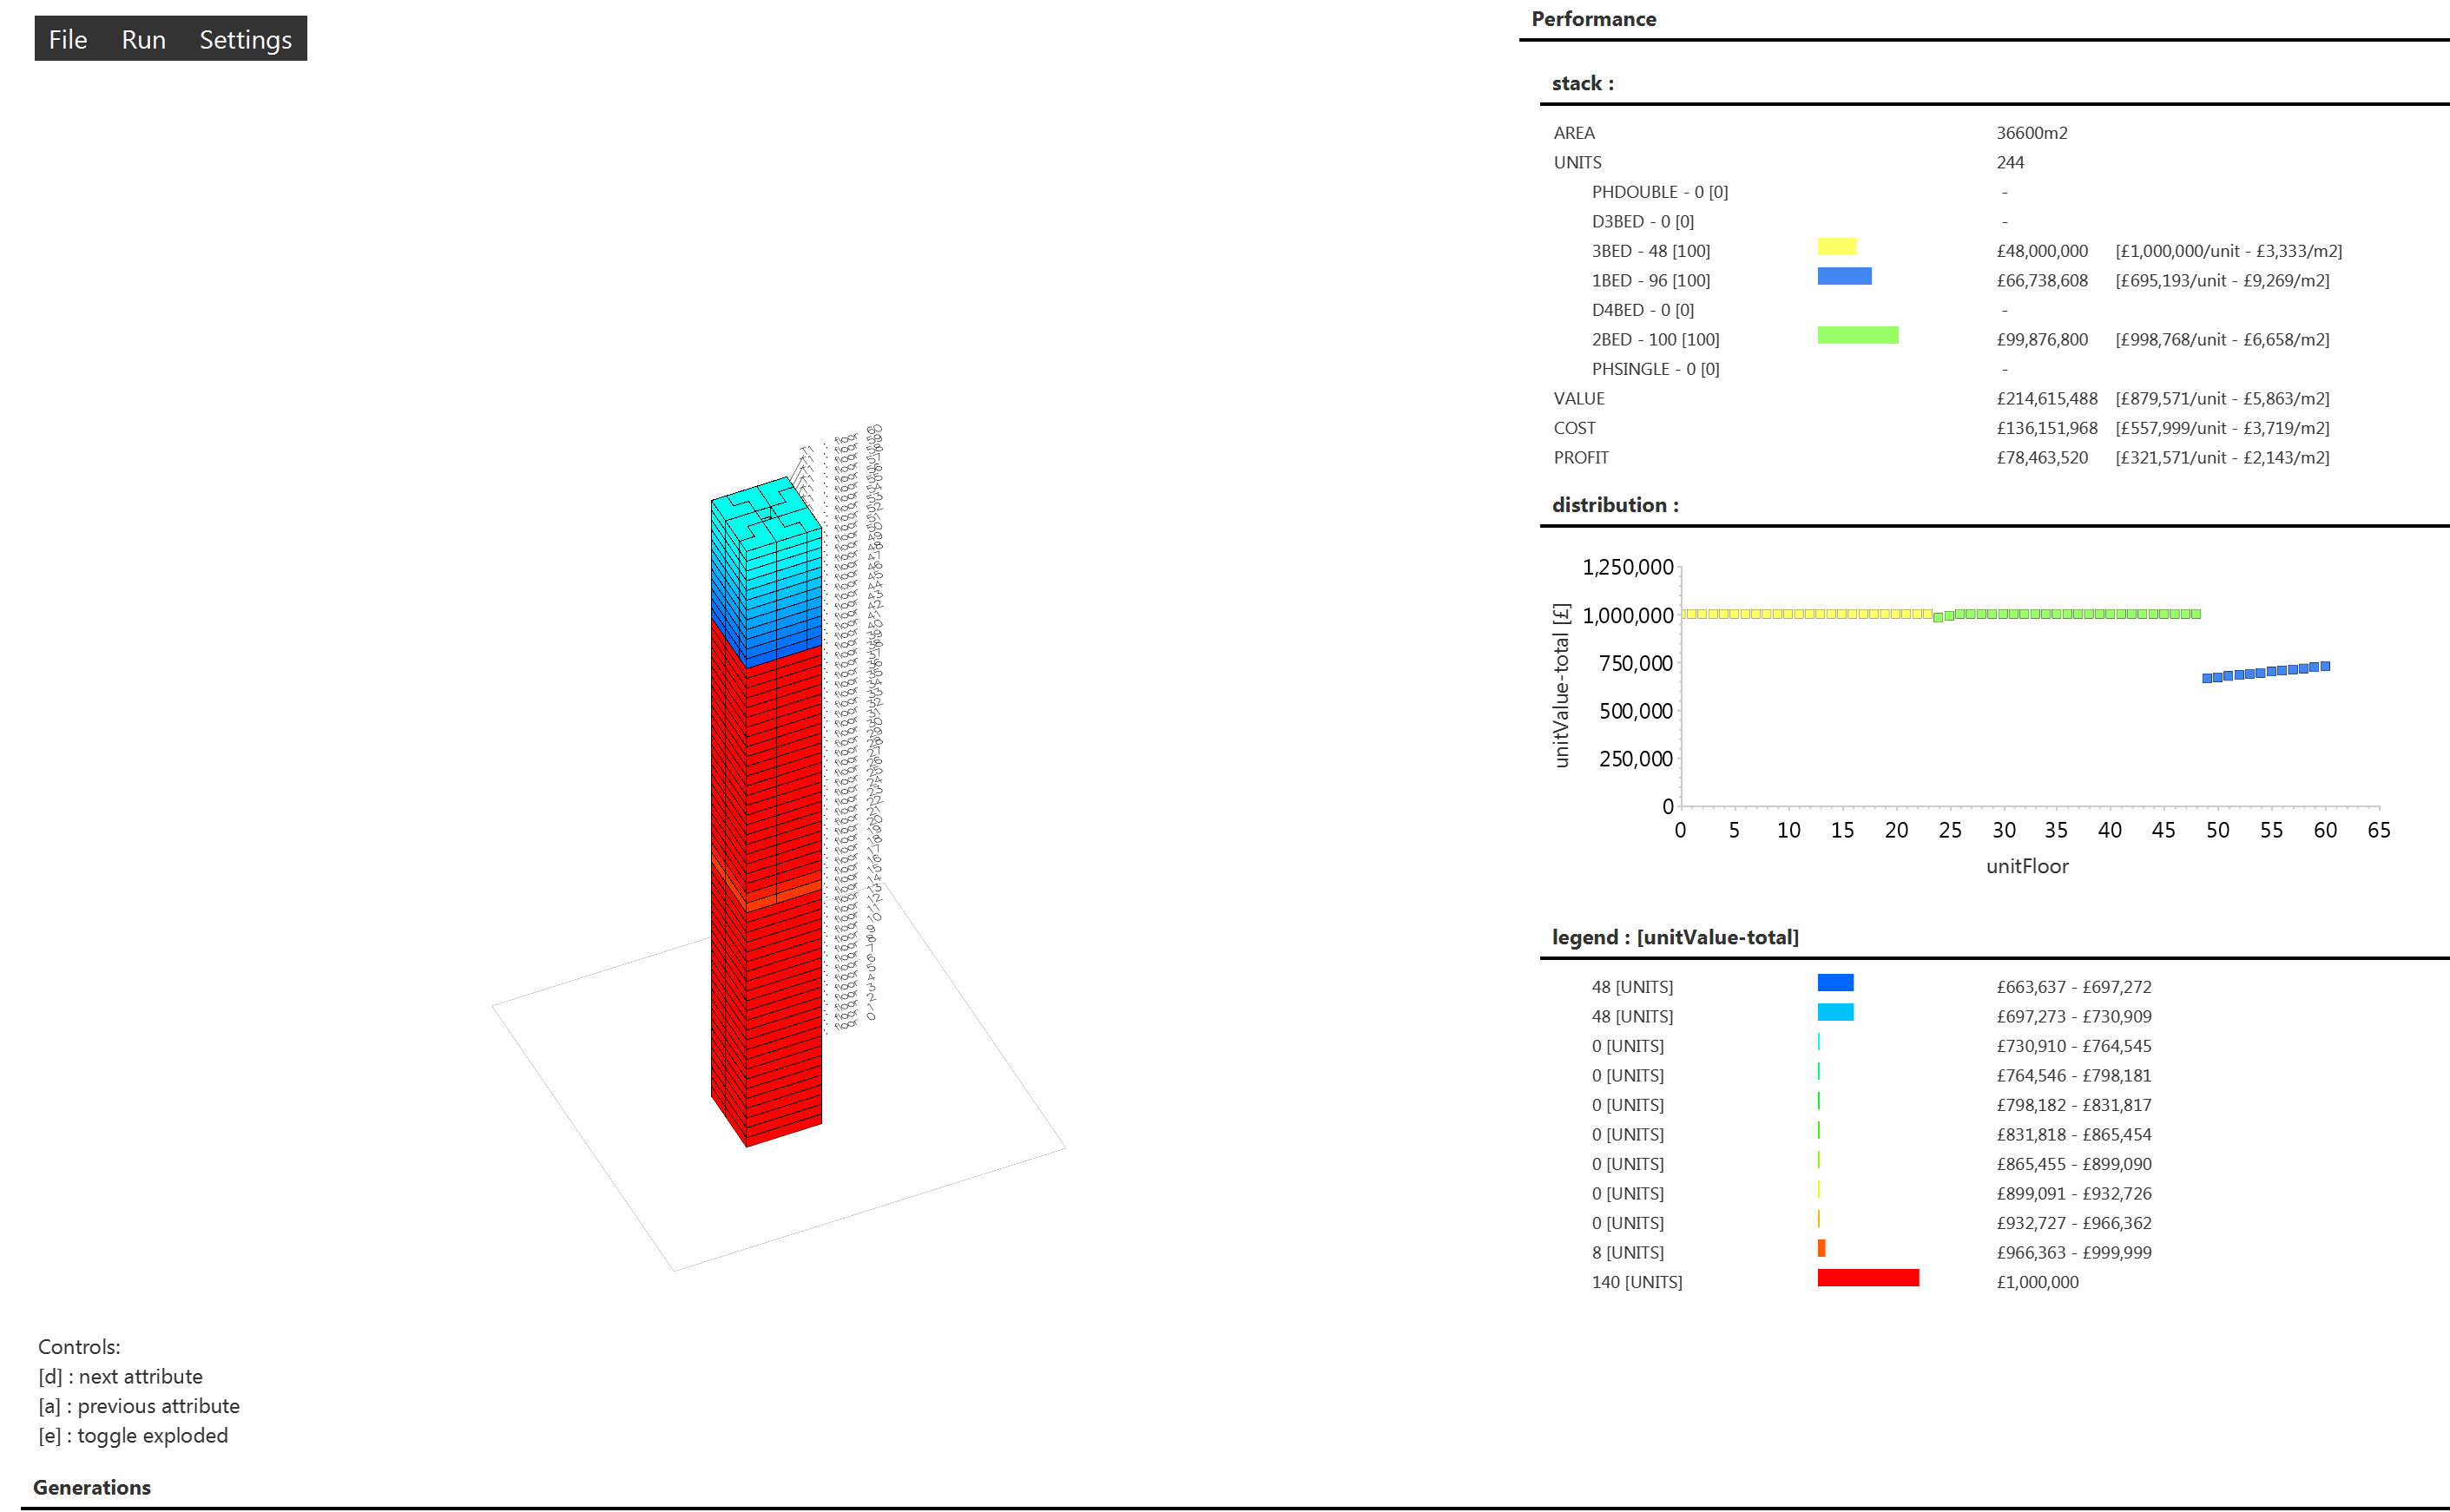 File Run Settings
Performance
stack :
AREA 36600m2
UNITS 244
PHDOUBLE - 0 [0] -
D3BED - 0 [0] -
3BED - 48 [100] £48,000,000 [£1,000,000/unit - £3,333/m2]
1BED - 96 [100] £66,738,608 [£695,193/unit - £9,269/m2]
D4BED - 0 [0] -
2BED - 100 [100] £99,876,800 [£998,768/unit - £6,658/m2]
PHSINGLE - 0 [0] -
VALUE £214,615,488 [£879,571/unit - £5,863/m2]
COST £136,151,968 [£557,999/unit - £3,719/m2]
PROFIT £78,463,520 [£321,571/unit - £2,143/m2]
distribution :
unitValue-total [£]
1,250,000
1,000,000
750,000
500,000
250,000
0
0 5 10 15 20 25 30 35 40 45 50 55 60 65
unitFloor
legend : [unitValue-total]
48 [UNITS] £663,637 - £697,272
48 [UNITS] £697,273 - £730,909
0 [UNITS] £730,910 - £764,545
0 [UNITS] £764,546 - £798,181
0 [UNITS] £798,182 - £831,817
0 [UNITS] £831,818 - £865,454
0 [UNITS] £865,455 - £899,090
0 [UNITS] £899,091 - £932,726
0 [UNITS] £932,727 - £966,362
8 [UNITS] £966,363 - £999,999
140 [UNITS] £1,000,000
Controls:
[d] : next attribute
[a] : previous attribute
[e] : toggle exploded
Generations